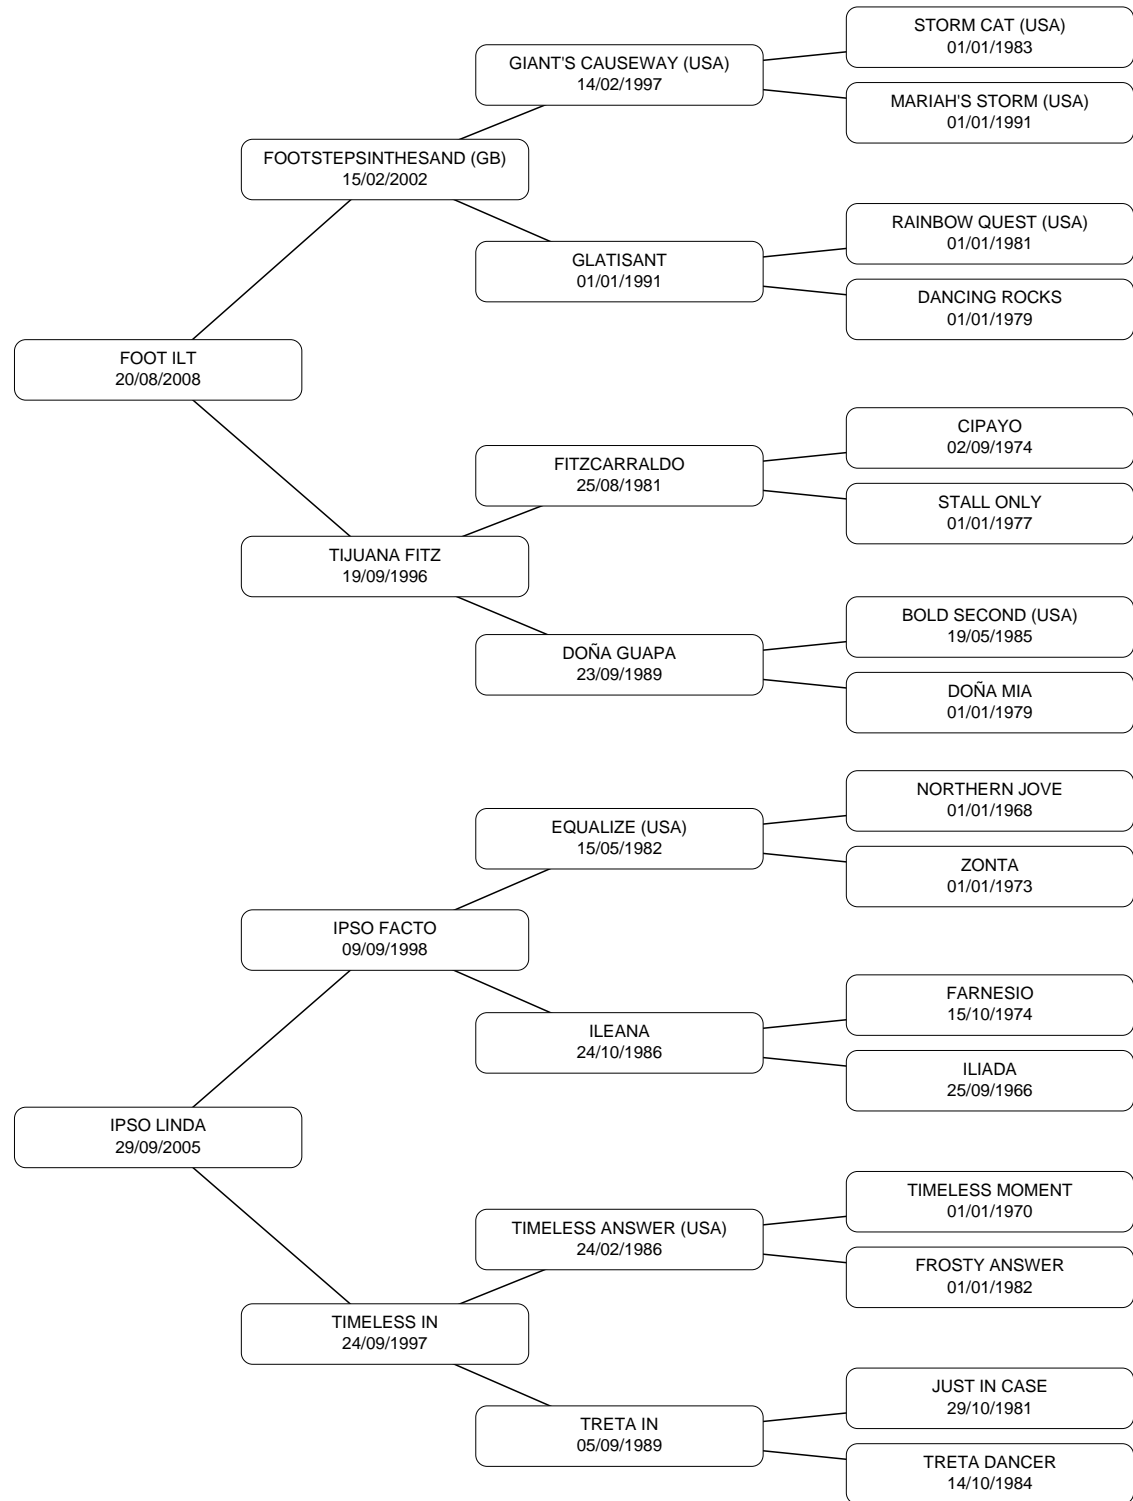 STORM CAT (USA)
01/01/1983
GIANT'S CAUSEWAY (USA)
14/02/1997
MARIAH'S STORM (USA)
01/01/1991
FOOTSTEPSINTHESAND (GB)
15/02/2002
RAINBOW QUEST (USA)
01/01/1981
GLATISANT
01/01/1991
DANCING ROCKS
01/01/1979
FOOT ILT
20/08/2008
CIPAYO
02/09/1974
FITZCARRALDO
25/08/1981
STALL ONLY
01/01/1977
TIJUANA FITZ
19/09/1996
BOLD SECOND (USA)
19/05/1985
DOÑA GUAPA
23/09/1989
DOÑA MIA
01/01/1979
NORTHERN JOVE
01/01/1968
EQUALIZE (USA)
15/05/1982
ZONTA
01/01/1973
IPSO FACTO
09/09/1998
FARNESIO
15/10/1974
ILEANA
24/10/1986
ILIADA
25/09/1966
IPSO LINDA
29/09/2005
TIMELESS MOMENT
01/01/1970
TIMELESS ANSWER (USA)
24/02/1986
FROSTY ANSWER
01/01/1982
TIMELESS IN
24/09/1997
JUST IN CASE
29/10/1981
TRETA IN
05/09/1989
TRETA DANCER
14/10/1984